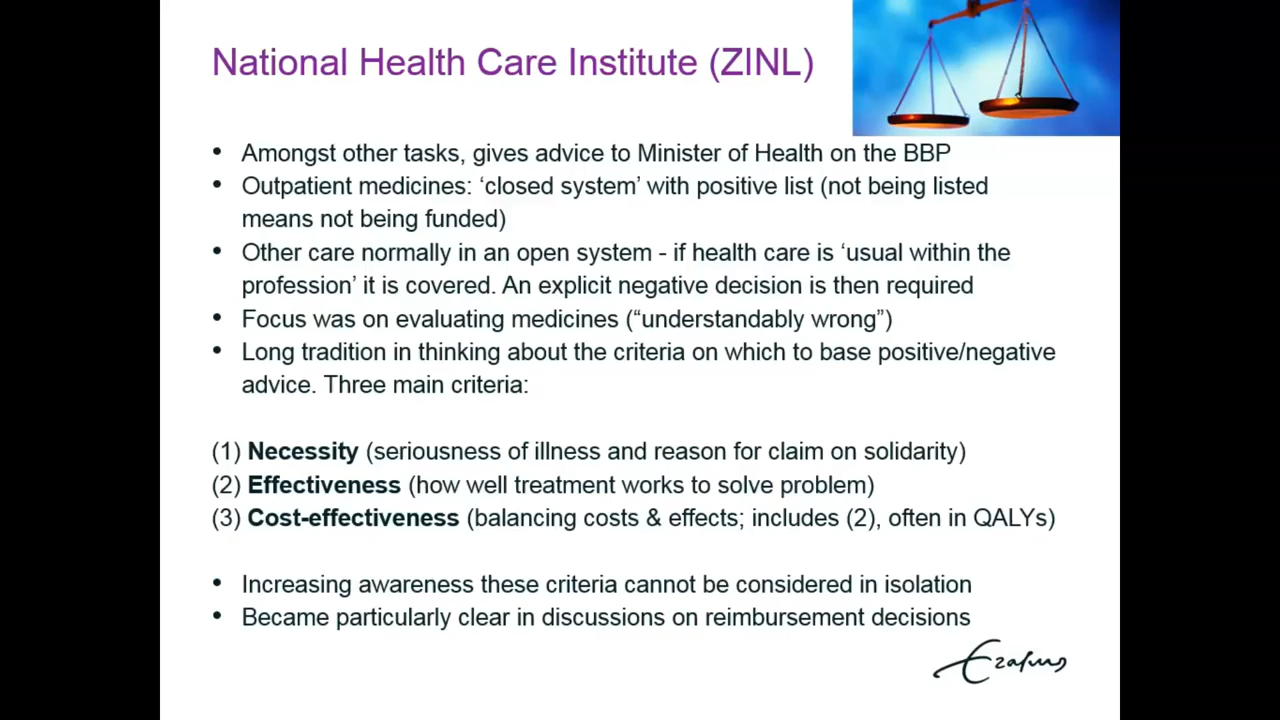 National Health Care Institute (ZINL)
• Amongst other tasks, gives advice to Minister of Health on the BBP
• Outpatient medicines: ‘closed system’ with positive list (not being listed
means not being funded)
• Other care normally in an open system - if health care is ‘usual within the
profession’ it is covered. An explicit negative decision is then required
• Focus was on evaluating medicines (“understandably wrong”)
• Long tradition in thinking about the criteria on which to base positive/negative
advice. Three main criteria:
(1) Necessity (seriousness of illness and reason for claim on solidarity)
(2) Effectiveness (how well treatment works to solve problem)
(3) Cost-effectiveness (balancing costs & effects; includes (2), often in QALYs)
• Increasing awareness these criteria cannot be considered in isolation
• Became particularly clear in discussions on reimbursement decisions
Erasmus